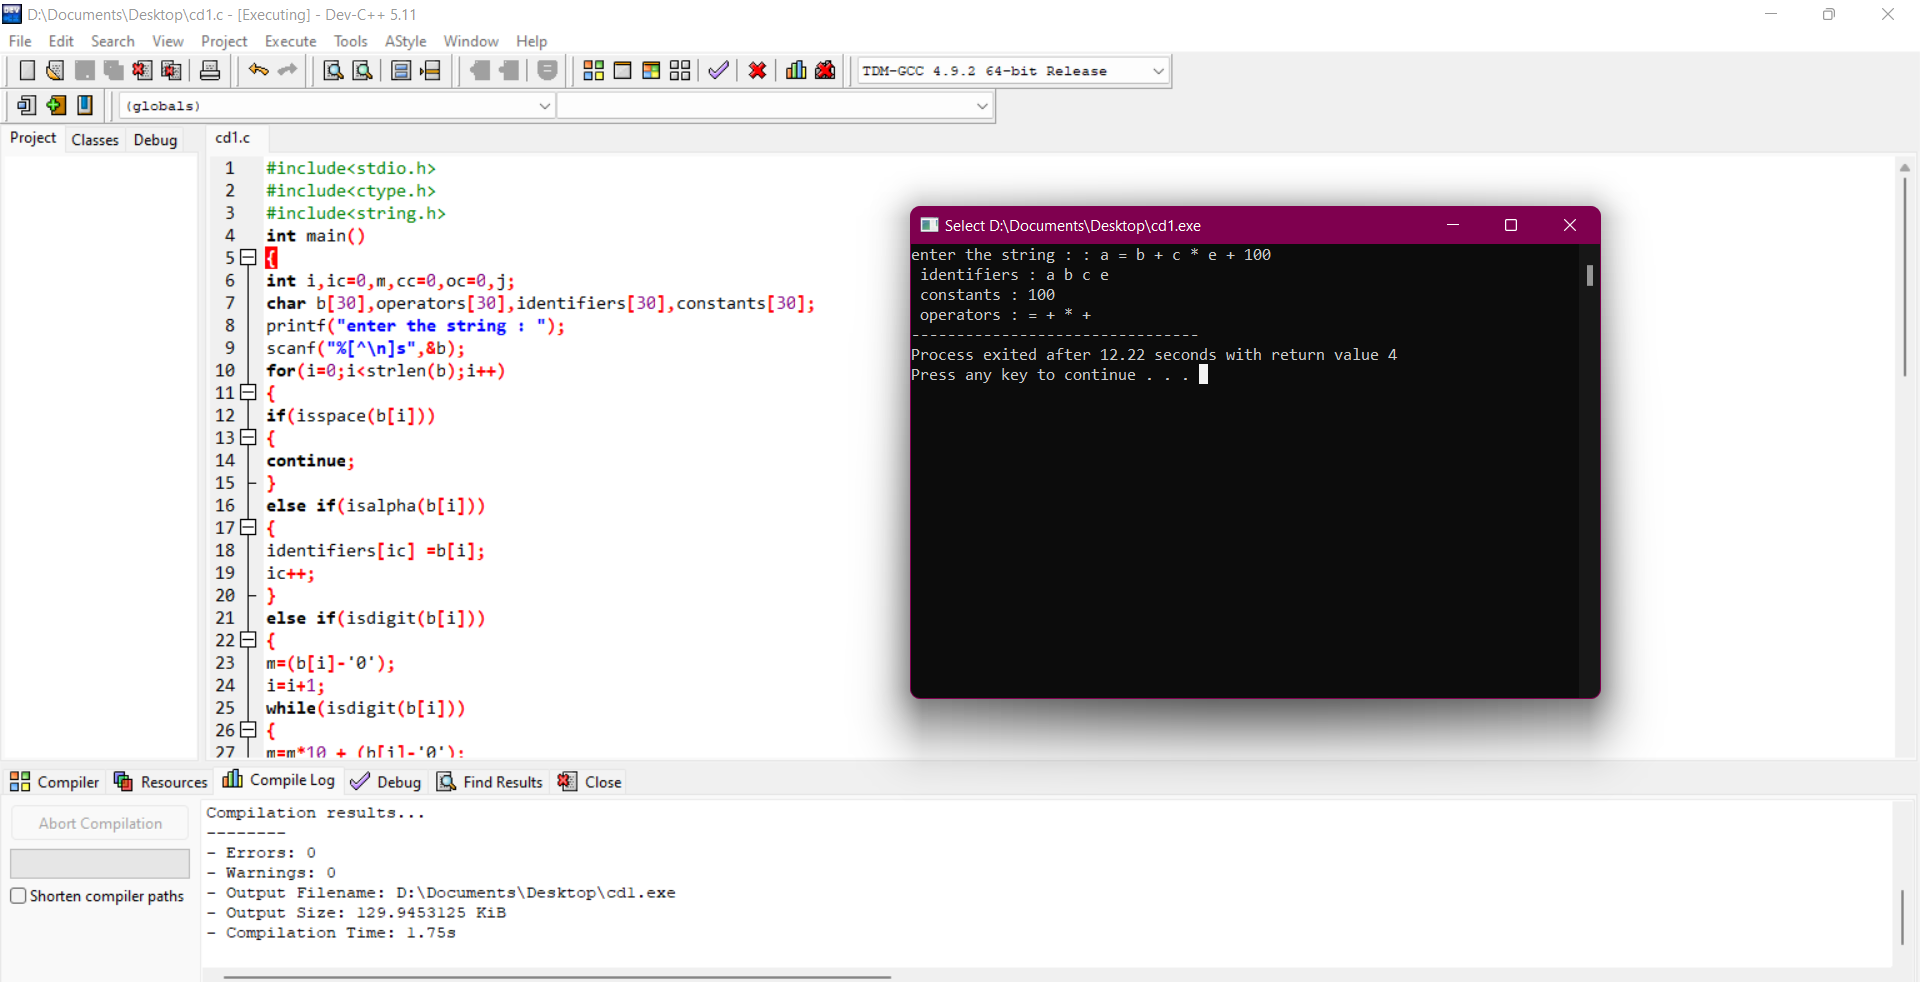 D:\Documents\Desktop\cd1.c - [Executing] - Dev-C++ 5.11
File Edit Search View Project Execute Tools AStyle Window Help
TDM-GCC 4.9.2 64-bit Release
(globals)
Project Classes Debug
cd1.c
1 #include<stdio.h>
2 #include<ctype.h>
3 #include<string.h>
4 int main()
5 {
6 int i,ic=0,m,cc=0,oc=0,j;
7 char b[30],operators[30],identifiers[30],constants[30];
8 printf("enter the string : ");
9 scanf("%[^\n]s",&b);
10 for(i=0;i<strlen(b);i++)
11 {
12 if(isspace(b[i]))
13 {
14 continue;
15 }
16 else if(isalpha(b[i]))
17 {
18 identifiers[ic] =b[i];
19 ic++;
20 }
21 else if(isdigit(b[i]))
22 {
23 m=(b[i]-'0');
24 i=i+1;
25 while(isdigit(b[i]))
26 {
27 m=m*10 + (b[i]-'0');
Select D:\Documents\Desktop\cd1.exe
enter the string : : a = b + c * e + 100
identifiers : a b c e
constants : 100
operators : = + * +
--------------------------------
Process exited after 12.22 seconds with return value 4
Press any key to continue . . .
Compiler Resources Compile Log Debug Find Results Close
Abort Compilation
Shorten compiler paths
Compilation results...
--------
- Errors: 0
- Warnings: 0
- Output Filename: D:\Documents\Desktop\cd1.exe
- Output Size: 129.9453125 KiB
- Compilation Time: 1.75s